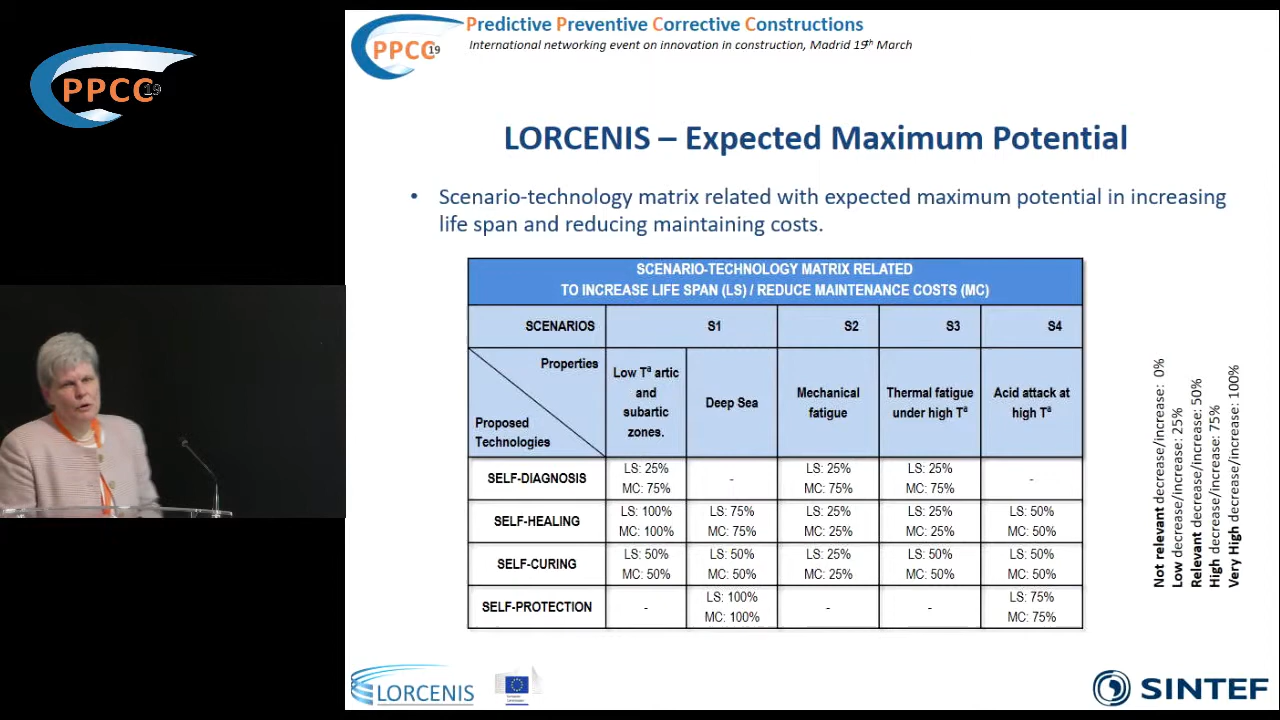 PPCC 19
PPCC 19
Predictive Preventive Corrective Constructions
International networking event on innovation in construction, Madrid 19th March
LORCENIS – Expected Maximum Potential
• Scenario-technology matrix related with expected maximum potential in increasing
life span and reducing maintaining costs.
SCENARIO-TECHNOLOGY MATRIX RELATED
TO INCREASE LIFE SPAN (LS) / REDUCE MAINTENANCE COSTS (MC)
SCENARIOS S1 S2 S3 S4
Properties
Proposed
Technologies
Low Tª artic
and
subartic
zones.
Deep Sea
Mechanical
fatigue
Thermal fatigue
under high Tª
Acid attack at
high Tª
SELF-DIAGNOSIS
LS: 25% - LS: 25% LS: 25% -
MC: 75% MC: 75% MC: 75%
SELF-HEALING
LS: 100% LS: 75% LS: 25% LS: 25% LS: 50%
MC: 100% MC: 75% MC: 25% MC: 25% MC: 50%
SELF-CURING
LS: 50% LS: 50% LS: 25% LS: 50% LS: 50%
MC: 50% MC: 50% MC: 25% MC: 50% MC: 50%
SELF-PROTECTION
- LS: 100% - - LS: 75%
MC: 100% MC: 75%
Not relevant decrease/increase: 0%
Low decrease/increase: 25%
Relevant decrease/increase: 50%
High decrease/increase: 75%
Very High decrease/increase: 100%
LORCENIS
SINTEF